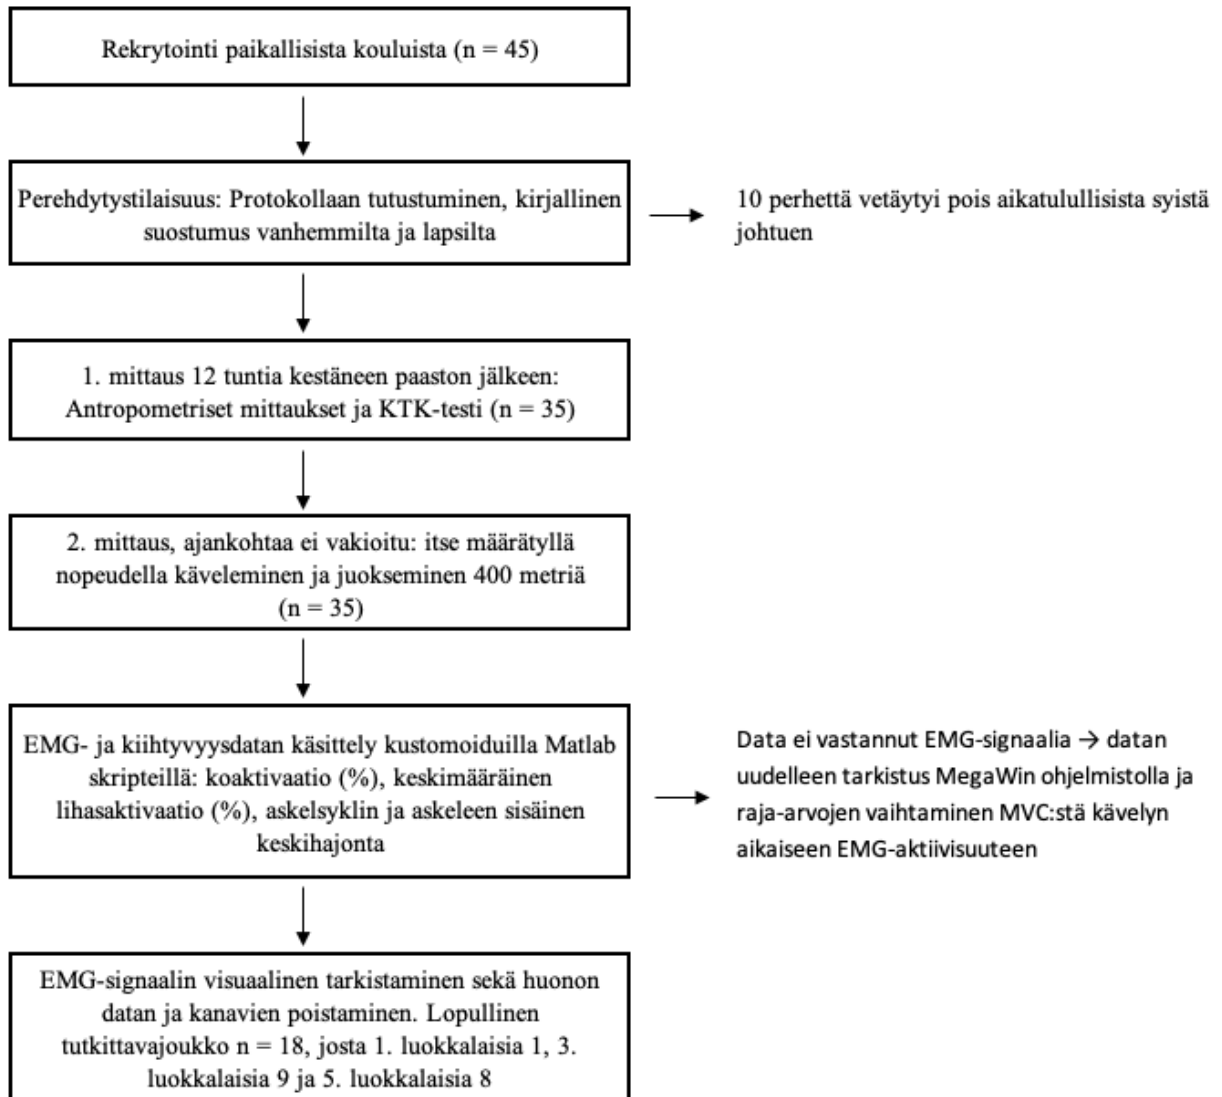 Rekrytointi paikallisista kouluista (n = 45)
Perehdytystilaisuus: Protokollaan tutustuminen, kirjallinen
suostumus vanhemmilta ja lapsilta
10 perhettä vetäytyi pois aikatulullisista syistä
johtuen
1. mittaus 12 tuntia kestäneen paaston jälkeen:
Antropometriset mittaukset ja KTK-testi (n = 35)
2. mittaus, ajankohtaa ei vakioitu: itse määrätyllä
nopeudella käveleminen ja juokseminen 400 metriä
(n = 35)
EMG- ja kiihtyvyysdatan käsittely kustomoiduilla Matlab
skripteillä: koaktivaatio (%), keskimääräinen
lihasaktivaatio (%), askelsyklin ja askeleen sisäinen
keskihajonta
Data ei vastannut EMG-signaalia → datan
uudelleen tarkistus MegaWin ohjelmistolla ja
raja-arvojen vaihtaminen MVC:stä kävelyn
aikaiseen EMG-aktiivisuuteen
EMG-signaalin visuaalinen tarkistaminen sekä huonon
datan ja kanavien poistaminen. Lopullinen
tutkittavajoukko n = 18, josta 1. luokkalaisia 1, 3.
luokkalaisia 9 ja 5. luokkalaisia 8